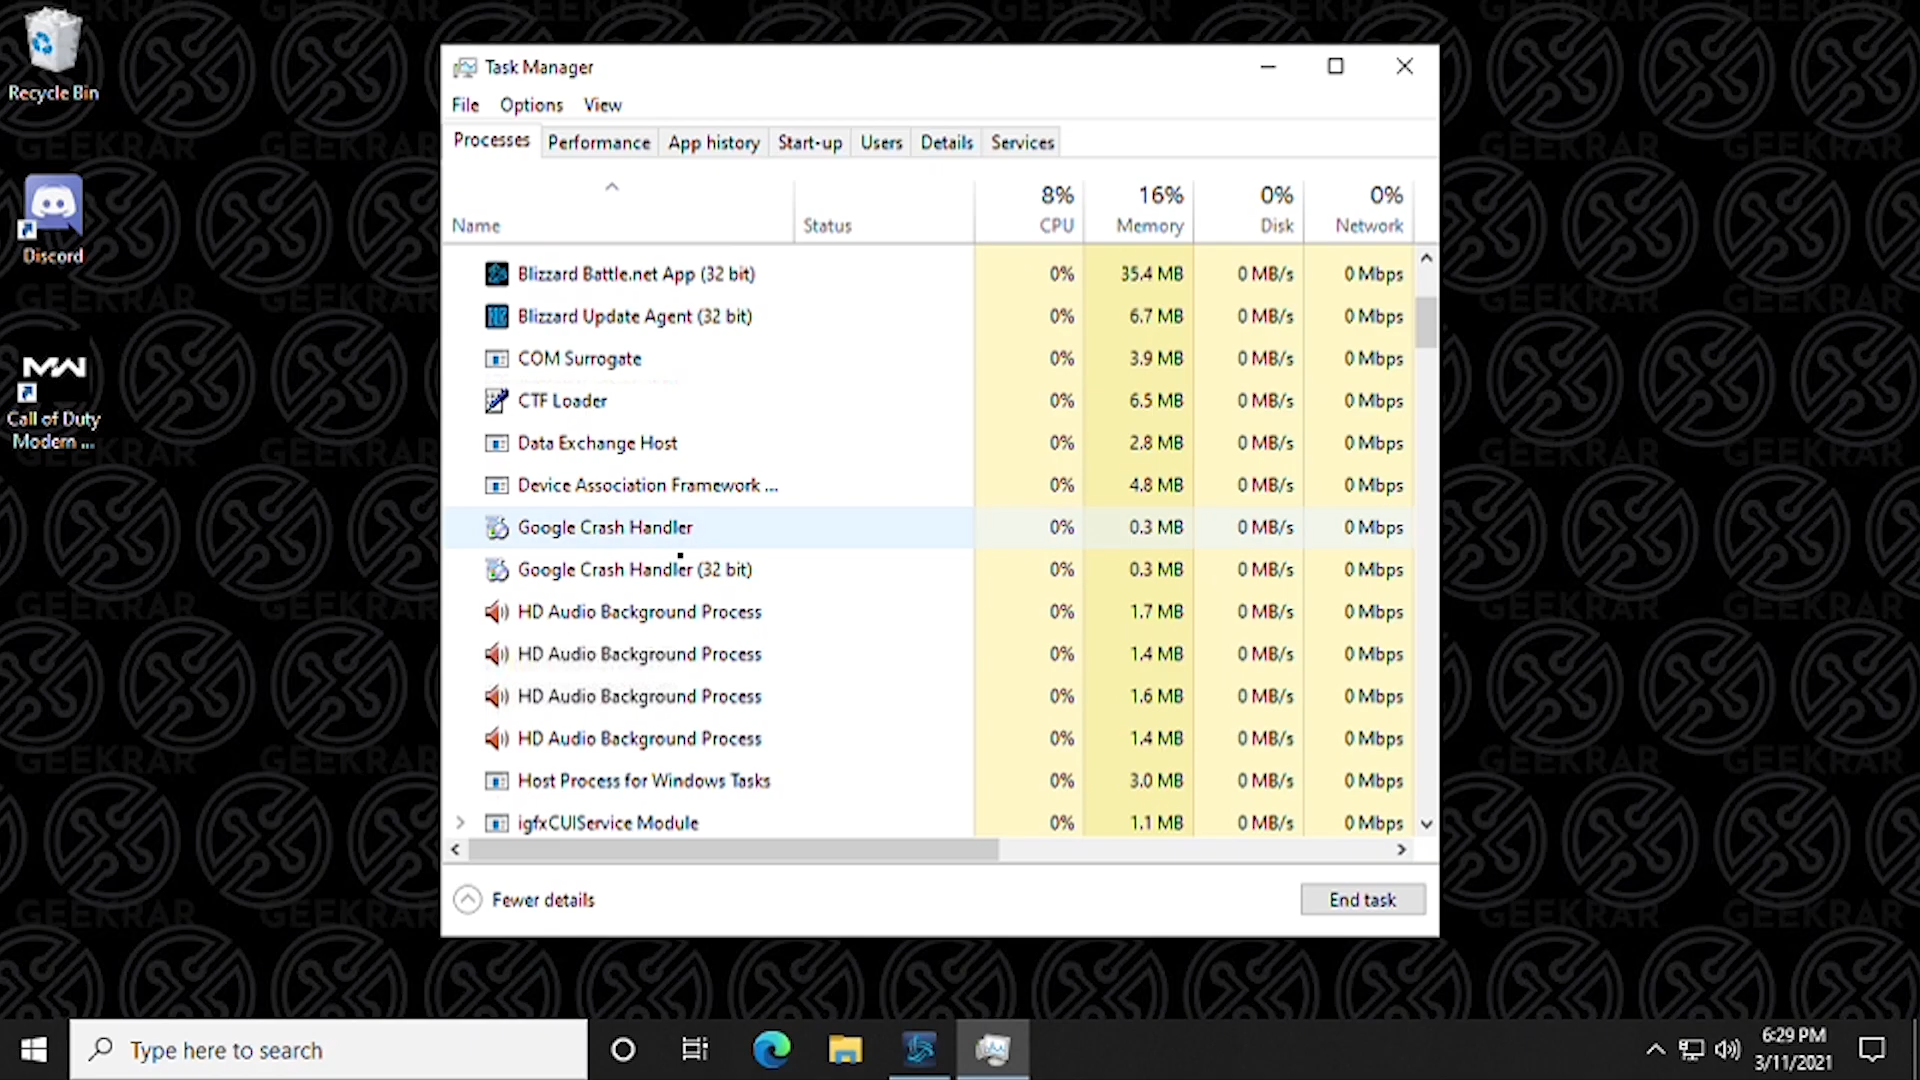 Recycle Bin
Discord
MW
Call of Duty
Modern ...
Task Manager
File Options View
Processes Performance App history Start-up Users Details Services
8% 16% 0% 0%
Name Status CPU Memory Disk Network
Blizzard Battle.net App (32 bit) 0% 35.4 MB 0 MB/s 0 Mbps
Blizzard Update Agent (32 bit) 0% 6.7 MB 0 MB/s 0 Mbps
COM Surrogate 0% 3.9 MB 0 MB/s 0 Mbps
CTF Loader 0% 6.5 MB 0 MB/s 0 Mbps
Data Exchange Host 0% 2.8 MB 0 MB/s 0 Mbps
Device Association Framework ... 0% 4.8 MB 0 MB/s 0 Mbps
Google Crash Handler 0% 0.3 MB 0 MB/s 0 Mbps
Google Crash Handler (32 bit) 0% 0.3 MB 0 MB/s 0 Mbps
HD Audio Background Process 0% 1.7 MB 0 MB/s 0 Mbps
HD Audio Background Process 0% 1.4 MB 0 MB/s 0 Mbps
HD Audio Background Process 0% 1.6 MB 0 MB/s 0 Mbps
HD Audio Background Process 0% 1.4 MB 0 MB/s 0 Mbps
Host Process for Windows Tasks 0% 3.0 MB 0 MB/s 0 Mbps
igfxCUIService Module 0% 1.1 MB 0 MB/s 0 Mbps
Fewer details End task
GEEKRAR
Type here to search
6:29 PM
3/11/2021